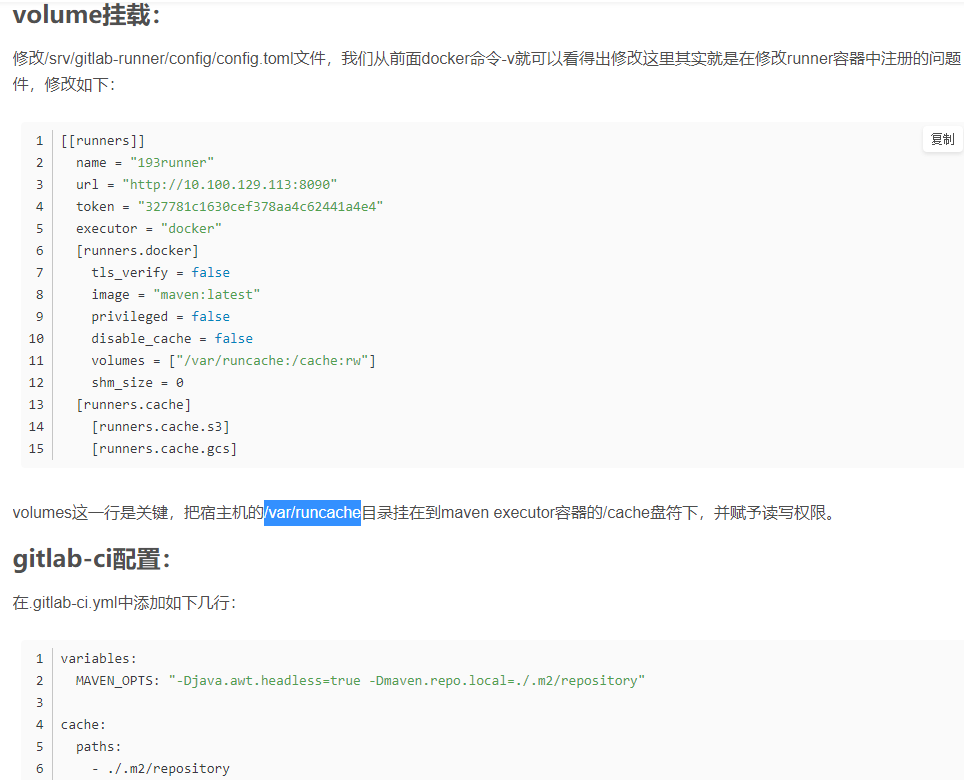 volume挂载：
修改/srv/gitlab-runner/config/config.toml文件，我们从前面docker命令-v就可以看得出修改这里其实就是在修改runner容器中注册的问题
件，修改如下：
复制
1 [[runners]]
2 name = "193runner"
3 url = "http://10.100.129.113:8090"
4 token = "327781c1630cef378aa4c62441a4e4"
5 executor = "docker"
6 [runners.docker]
7 tls_verify = false
8 image = "maven:latest"
9 privileged = false
10 disable_cache = false
11 volumes = ["/var/runcache:/cache:rw"]
12 shm_size = 0
13 [runners.cache]
14 [runners.cache.s3]
15 [runners.cache.gcs]
volumes这一行是关键，把宿主机的/var/runcache目录挂在到maven executor容器的/cache盘符下，并赋予读写权限。
gitlab-ci配置：
在.gitlab-ci.yml中添加如下几行：
1 variables:
2 MAVEN_OPTS: "-Djava.awt.headless=true -Dmaven.repo.local=./.m2/repository"
3
4 cache:
5 paths:
6 - ./.m2/repository